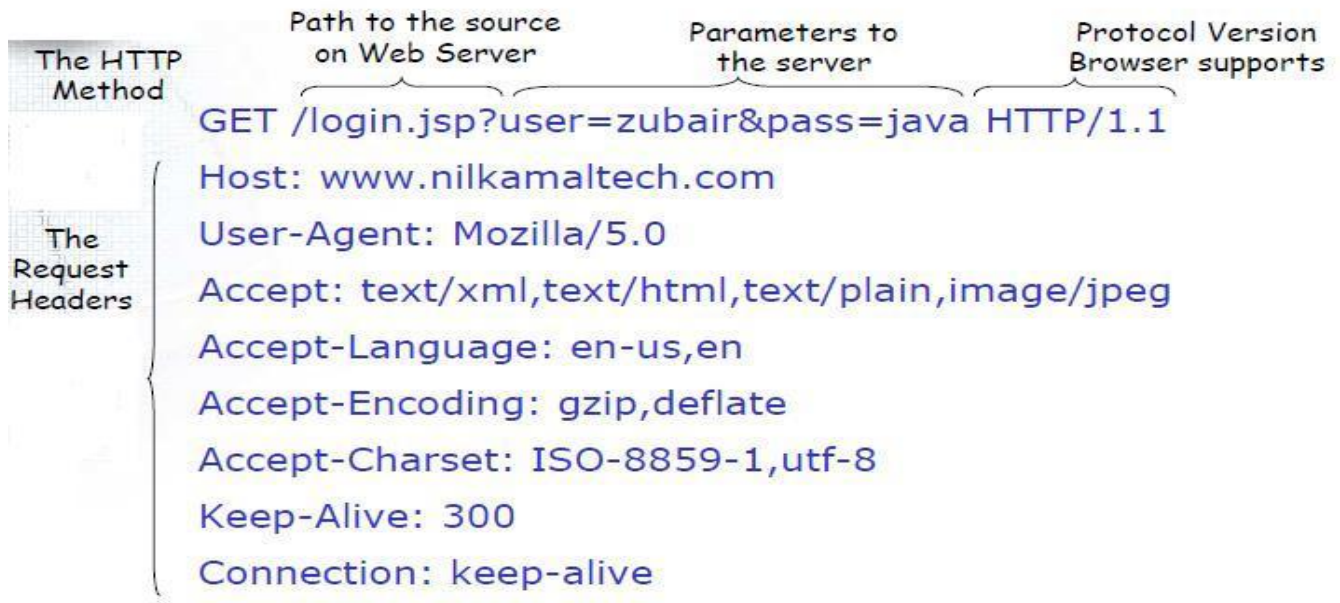 Path to the source
on Web Server
Parameters to
the server
Protocol Version
Browser supports
The HTTP
Method
GET /login.jsp?user=zubair&pass=java HTTP/1.1
Host: www.nilkamaltech.com
User-Agent: Mozilla/5.0
Accept: text/xml,text/html,text/plain,image/jpeg
Accept-Language: en-us,en
Accept-Encoding: gzip,deflate
Accept-Charset: ISO-8859-1,utf-8
Keep-Alive: 300
Connection: keep-alive
The
Request
Headers